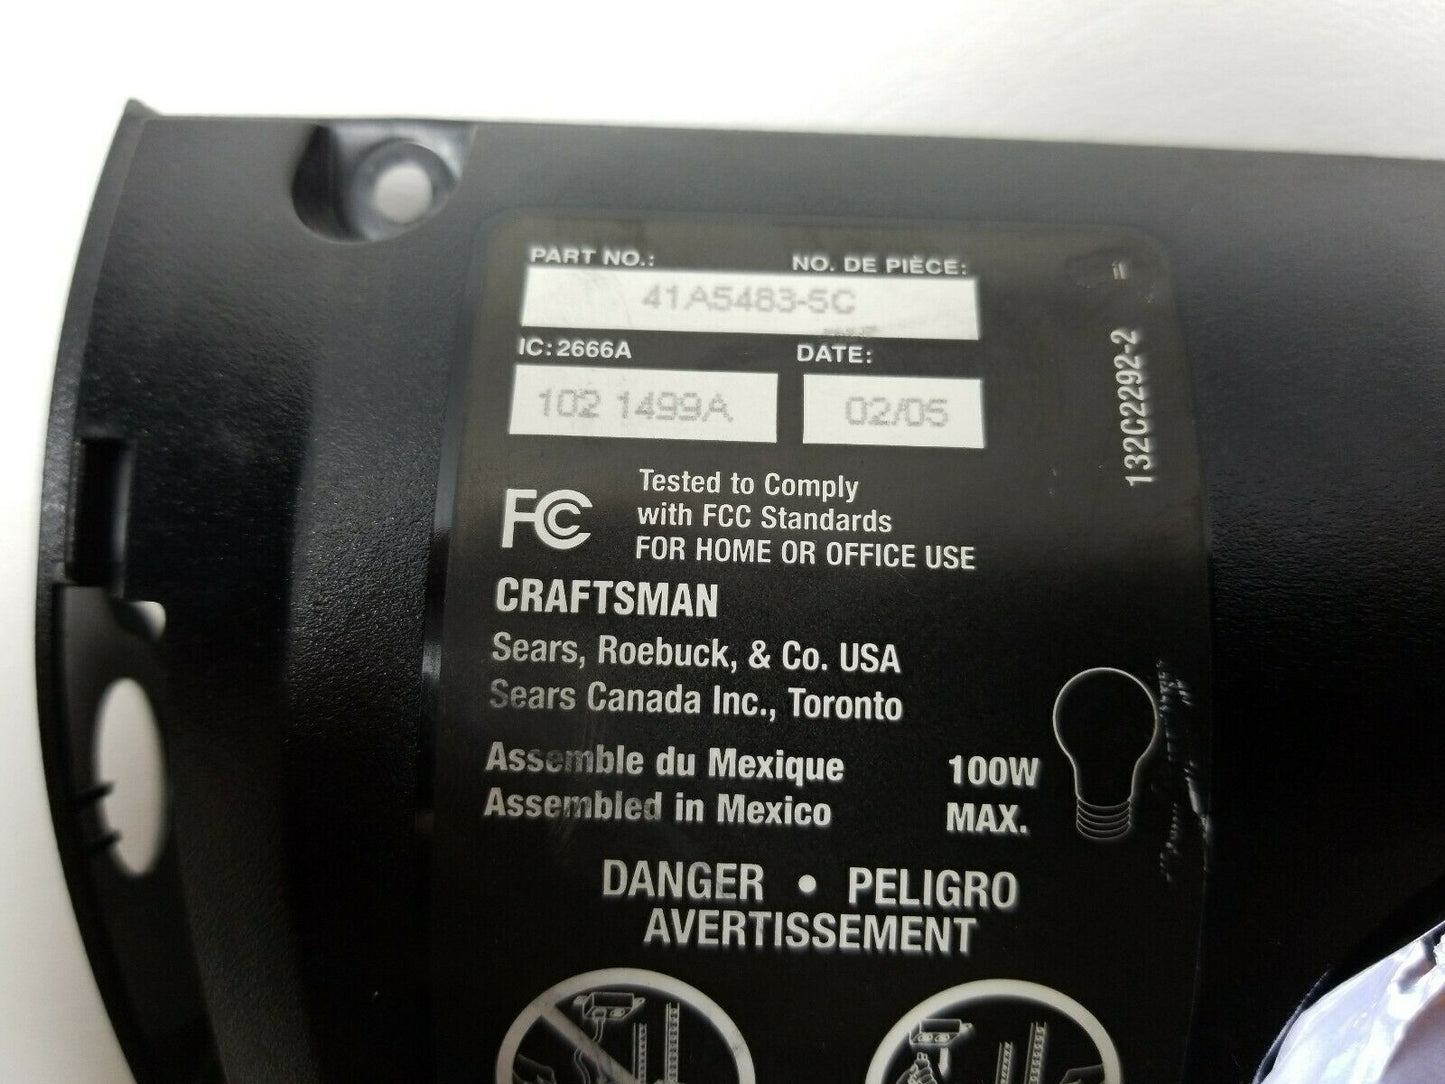 PART NO.: NO. DE PIÈCE:
41A5483-5C
IC: 2666A DATE:
102 1499A 02/05
FC Tested to Comply
with FCC Standards
FOR HOME OR OFFICE USE
CRAFTSMAN
Sears, Roebuck, & Co. USA
Sears Canada Inc., Toronto
Assemble du Mexique
Assembled in Mexico
100W
MAX.
DANGER • PELIGRO
AVERTISSEMENT
132C2292-2